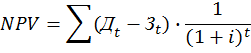 NPV = ∑(Д_t − З_t) · 1/(1 + i)^t